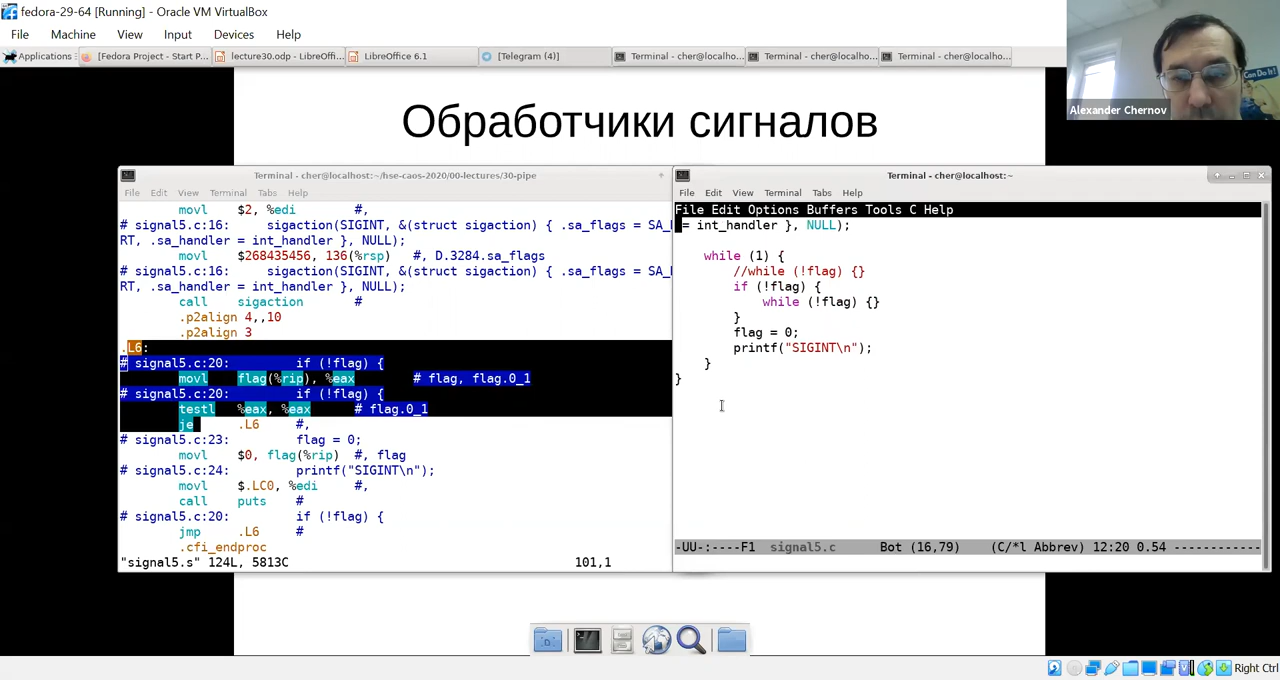 fedora-29-64 [Running] - Oracle VM VirtualBox
File Machine View Input Devices Help
Applications : [Fedora Project - Start P... lecture30.odp - LibreOffi... LibreOffice 6.1 [Telegram (4)] Terminal - cher@localho... Terminal - cher@localho... Terminal - cher@localho...
Can Do It!
Alexander Chernov
Обработчики сигналов
Terminal - cher@localhost:~/hse-caos-2020/00-lectures/30-pipe
File Edit View Terminal Tabs Help
movl $2, %edi #,
# signal5.c:16: sigaction(SIGINT, &(struct sigaction) { .sa_flags = SA_
RT, .sa_handler = int_handler }, NULL);
movl $268435456, 136(%rsp) #, D.3284.sa_flags
# signal5.c:16: sigaction(SIGINT, &(struct sigaction) { .sa_flags = SA_
RT, .sa_handler = int_handler }, NULL);
call sigaction #
.p2align 4,,10
.p2align 3
.L6:
# signal5.c:20: if (!flag) {
movl flag(%rip), %eax # flag, flag.0_1
# signal5.c:20: if (!flag) {
testl %eax, %eax # flag.0_1
je .L6 #,
# signal5.c:23: flag = 0;
movl $0, flag(%rip) #, flag
# signal5.c:24: printf("SIGINT\n");
movl $.LC0, %edi #,
call puts #
# signal5.c:20: if (!flag) {
jmp .L6 #
.cfi_endproc
"signal5.s" 124L, 5813C 101,1
Terminal - cher@localhost:~
File Edit View Terminal Tabs Help
File Edit Options Buffers Tools C Help
= int_handler }, NULL);
while (1) {
//while (!flag) {}
if (!flag) {
while (!flag) {}
}
flag = 0;
printf("SIGINT\n");
}
}
-UU-:----F1 signal5.c Bot (16,79) (C/*l Abbrev) 12:20 0.54 ------------
Right Ctrl